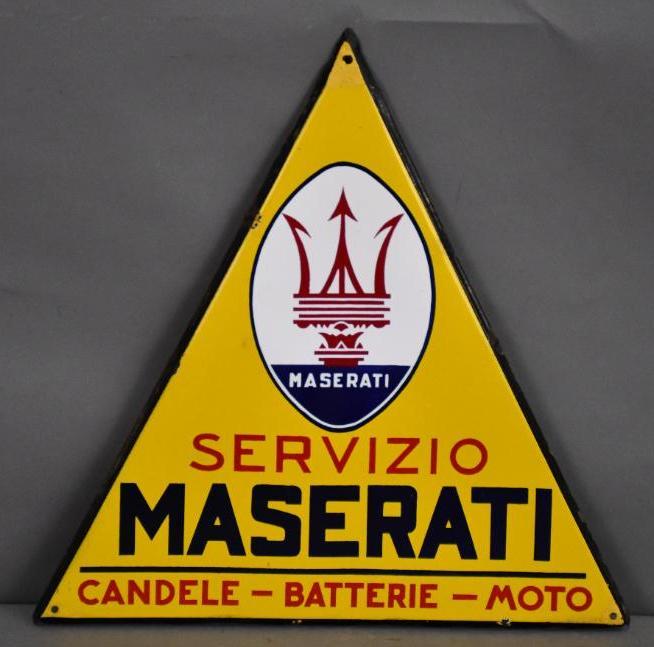 MASERATI
SERVIZIO
MASERATI
CANDELE - BATTERIE - MOTO